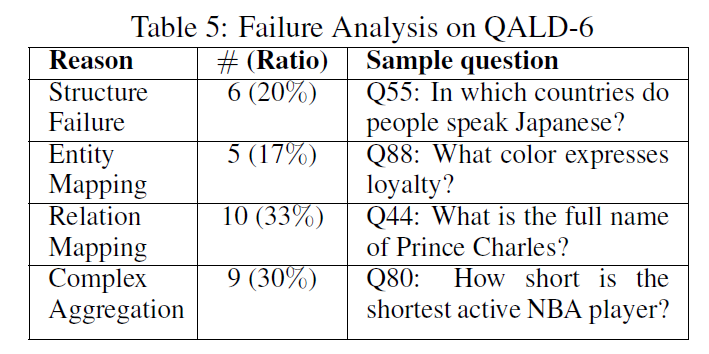 Table 5: Failure Analysis on QALD-6
Reason # (Ratio) Sample question
Structure 6 (20%) Q55: In which countries do
Failure people speak Japanese?
Entity 5 (17%) Q88: What color expresses
Mapping loyalty?
Relation 10 (33%) Q44: What is the full name
Mapping of Prince Charles?
Complex 9 (30%) Q80: How short is the
Aggregation shortest active NBA player?